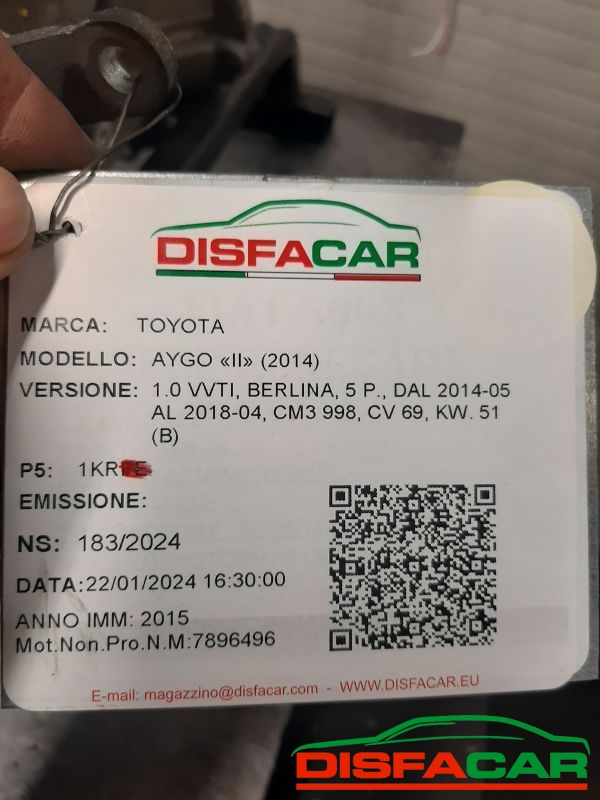 DISFACAR
MARCA: TOYOTA
MODELLO: AYGO «II» (2014)
VERSIONE: 1.0 VVTI, BERLINA, 5 P., DAL 2014-05
AL 2018-04, CM3 998, CV 69, KW. 51
(B)
P5: 1KR
EMISSIONE:
NS: 183/2024
DATA:22/01/2024 16:30:00
ANNO IMM: 2015
Mot.Non.Pro.N.M:7896496
E-mail: magazzino@disfacar.com - WWW.DISFACAR.EU
DISFACAR